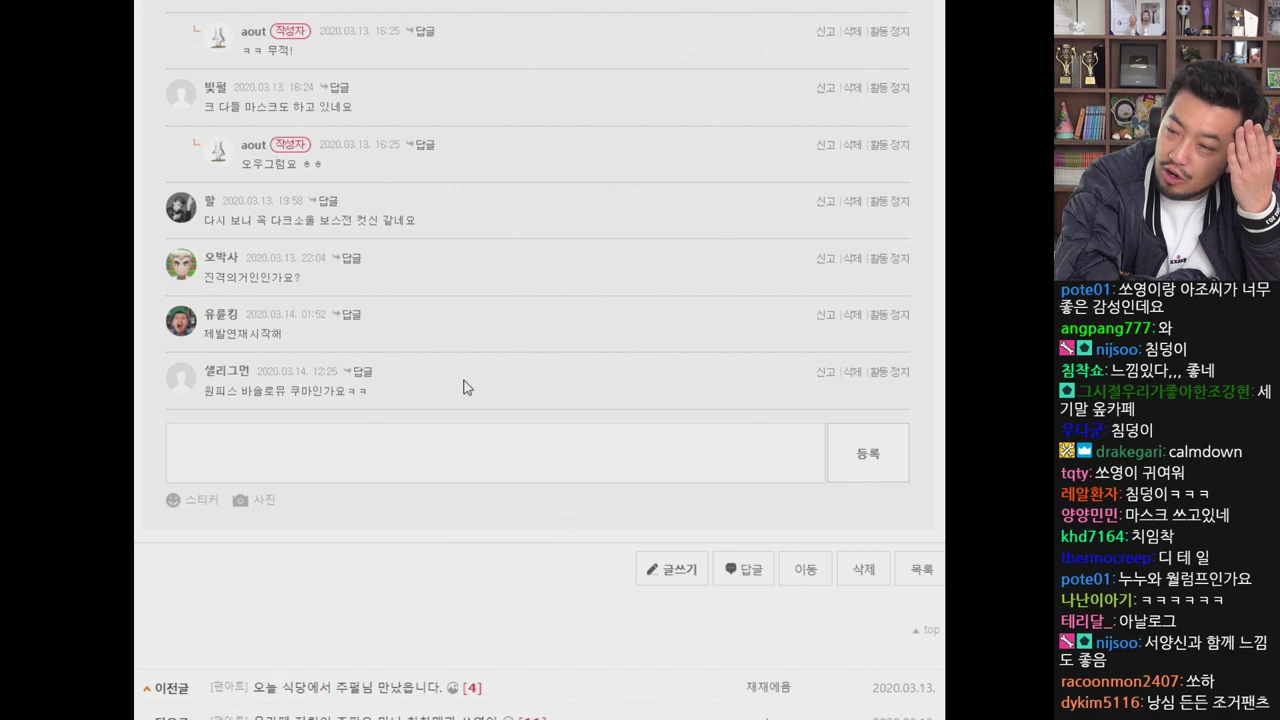 aout 작성자 2020.03.13. 16:25 답글 신고 삭제 활동 정지
ㅋㅋ 무적!
빛펄 2020.03.13. 16:24 답글 신고 삭제 활동 정지
크 다들 마스크도 하고 있네요
aout 작성자 2020.03.13. 16:25 답글 신고 삭제 활동 정지
오우그럼요 ㅎㅎ
할 2020.03.13. 19:58 답글 신고 삭제 활동 정지
다시 보니 꼭 다크소울 보스전 컷신 같네요
오박사 2020.03.13. 22:04 답글 신고 삭제 활동 정지
진격의거인인가요?
유륜킹 2020.03.14. 01:52 답글 신고 삭제 활동 정지
제발연재시작해
샐리그먼 2020.03.14. 12:25 답글 신고 삭제 활동 정지
원피스 바솔로뮤 쿠마인가요ㅋㅋ
등록
스티커 사진
글쓰기 답글 이동 삭제 목록
top
이전글 [팬아트] 오늘 식당에서 주펄님 만났습니다. [4] 재재에옴 2020.03.13.
pote01: 쏘영이랑 아조씨가 너무
좋은 감성인데요
angpang777: 와
nijsoo: 침덩이
침착쇼: 느낌있다,,, 좋네
그시절우리가좋아한조강현: 세
기말 옾카페
우다군: 침덩이
drakegari: calmdown
tqty: 쏘영이 귀여워
레알환자: 침덩이ㅋㅋㅋ
양양민민: 마스크 쓰고있네
khd7164: 치임착
thermocreep: 디 테 일
pote01: 누누와 월럼프인가요
나난이야기: ㅋㅋㅋㅋㅋㅋ
테리달_: 아날로그
nijsoo: 서양신과 함께 느낌
도 좋음
racoonmon2407: 쏘하
dykim5116: 낭심 든든 조거팬츠